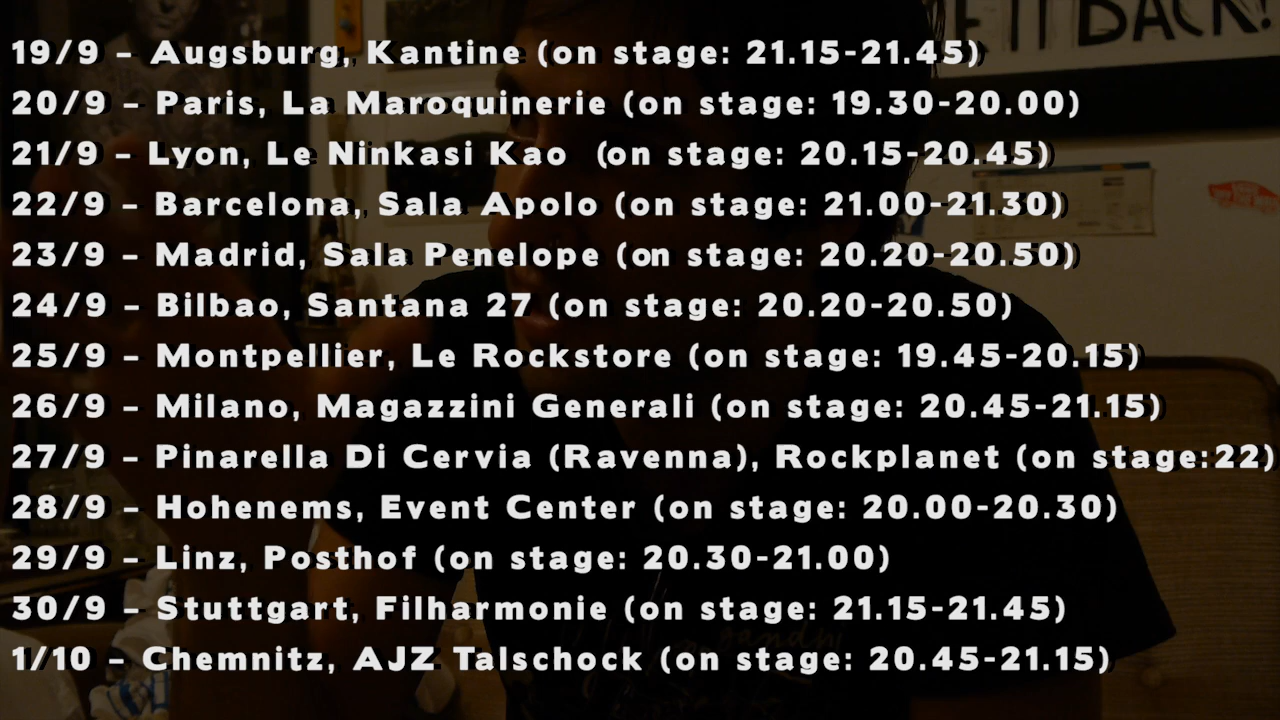 19/9 – Augsburg, Kantine (on stage: 21.15-21.45)
20/9 – Paris, La Maroquinerie (on stage: 19.30-20.00)
21/9 – Lyon, Le Ninkasi Kao (on stage: 20.15-20.45)
22/9 – Barcelona, Sala Apolo (on stage: 21.00-21.30)
23/9 – Madrid, Sala Penelope (on stage: 20.20-20.50)
24/9 – Bilbao, Santana 27 (on stage: 20.20-20.50)
25/9 – Montpellier, Le Rockstore (on stage: 19.45-20.15)
26/9 – Milano, Magazzini Generali (on stage: 20.45-21.15)
27/9 – Pinarella Di Cervia (Ravenna), Rockplanet (on stage:22)
28/9 – Hohenems, Event Center (on stage: 20.00-20.30)
29/9 – Linz, Posthof (on stage: 20.30-21.00)
30/9 – Stuttgart, Filharmonie (on stage: 21.15-21.45)
1/10 – Chemnitz, AJZ Talschock (on stage: 20.45-21.15)
IT BACK!